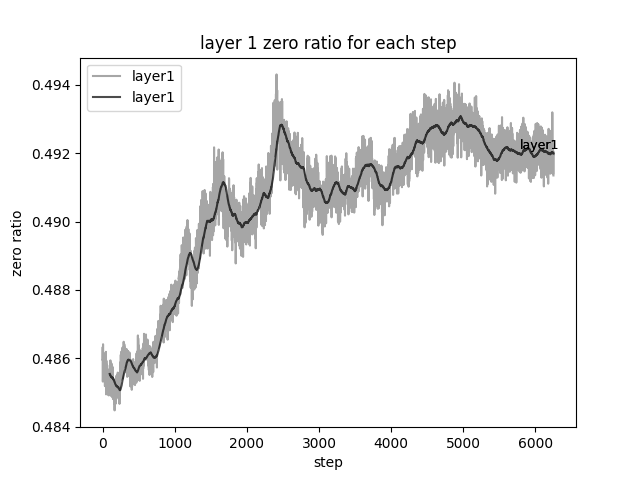 layer 1 zero ratio for each step
layer1
layer1
0.494
0.492
0.490
0.488
0.486
0.484
zero ratio
layer1
0 1000 2000 3000 4000 5000 6000
step